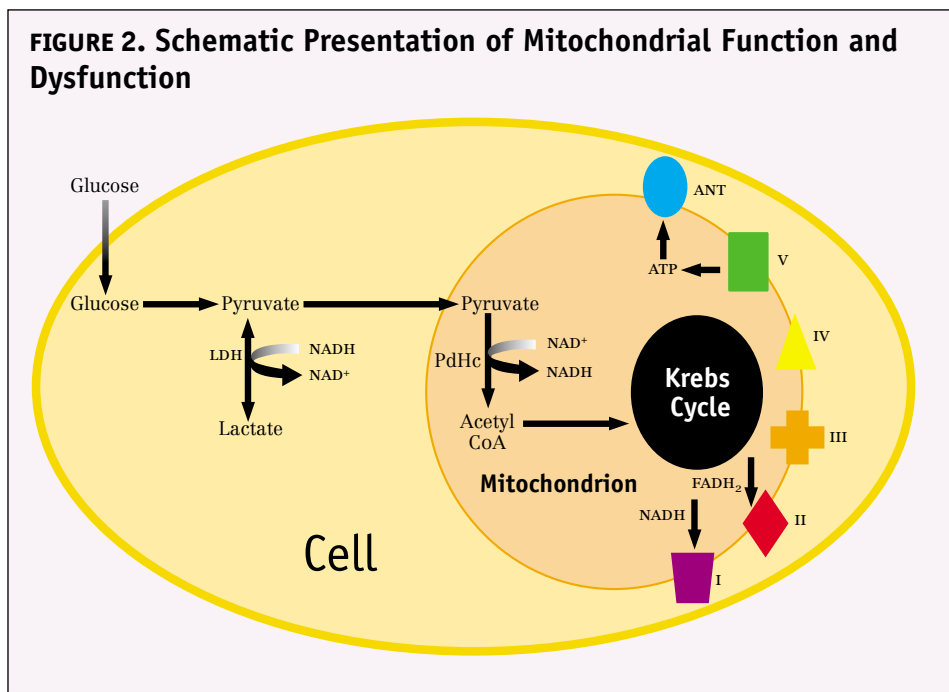 FIGURE 2. Schematic Presentation of Mitochondrial Function and
Dysfunction
Glucose
ANT
V
ATP
Glucose
Pyruvate
Pyruvate
IV
LDH
NADH
NAD⁺
PdHc
NAD⁺
NADH
Krebs
Cycle
Lactate
Acetyl
CoA
III
Mitochondrion
FADH₂
NADH
II
Cell
I